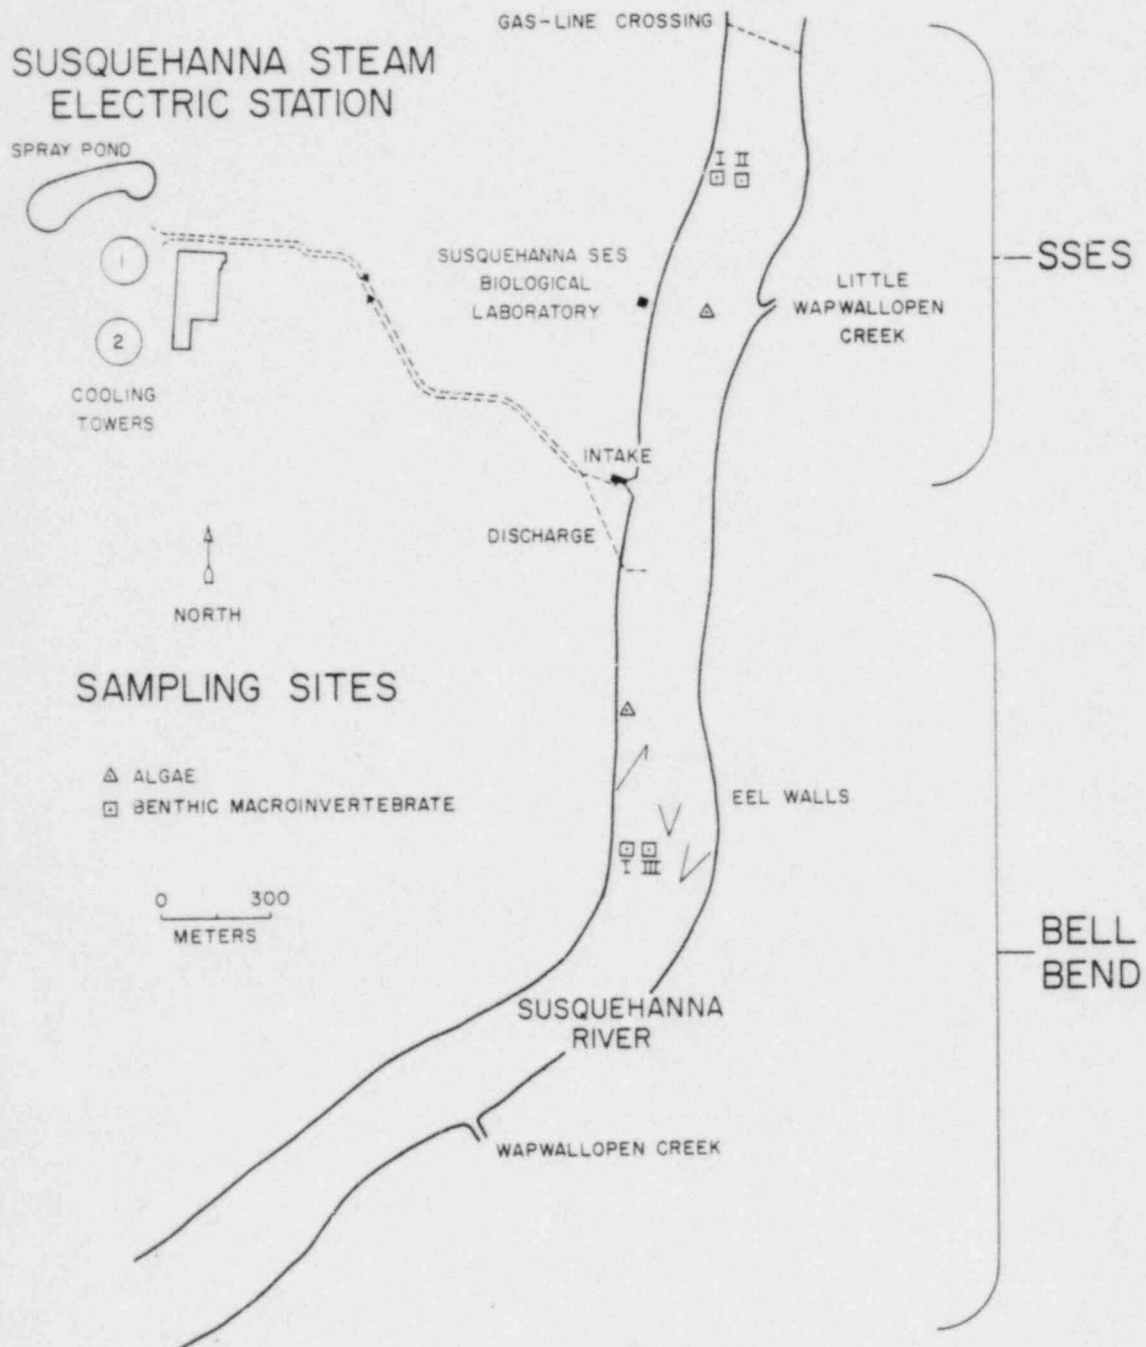 GAS-LINE CROSSING
SUSQUEHANNA STEAM
ELECTRIC STATION
SPRAY POND
I II
1
SUSQUEHANNA SES
BIOLOGICAL
LABORATORY
SSES
LITTLE
WAPWALLOPEN
CREEK
2
COOLING
TOWERS
INTAKE
DISCHARGE
NORTH
SAMPLING SITES
ALGAE
BENTHIC MACROINVERTEBRATE
EEL WALLS
I III
0 300
METERS
BELL
BEND
SUSQUEHANNA
RIVER
WAPWALLOPEN CREEK